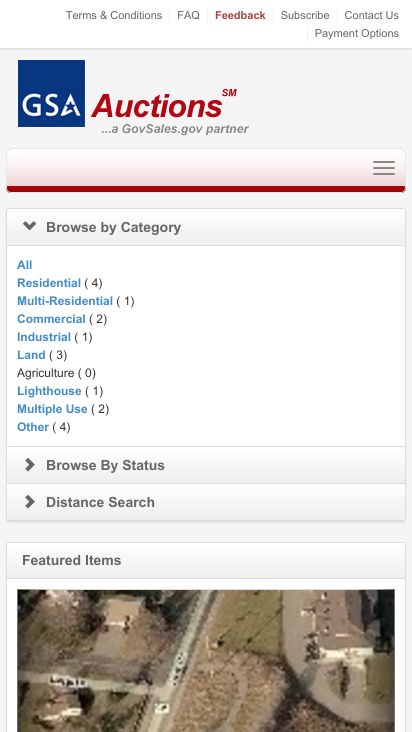 Terms & Conditions FAQ Feedback Subscribe Contact Us
Payment Options
GSA Auctions SM
...a GovSales.gov partner
Browse by Category
All
Residential ( 4)
Multi-Residential ( 1)
Commercial ( 2)
Industrial ( 1)
Land ( 3)
Agriculture ( 0)
Lighthouse ( 1)
Multiple Use ( 2)
Other ( 4)
Browse By Status
Distance Search
Featured Items